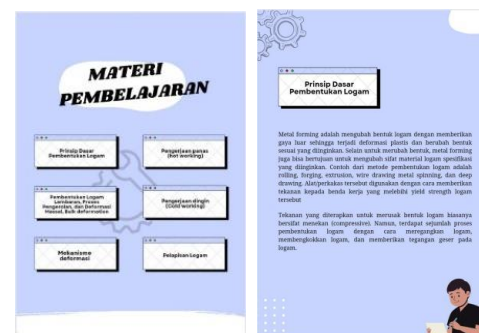 MATERI
PEMBELAJARAN
Prinsip Dasar
Pembentukan Logam
Pengerjaan panas
(hot working)
Pembentukan Logam
Lembaran, Proses
Pengerolan, dan Deformasi
Massal, Bulk deformation
Pengerjaan dingin
(cold working)
Mekanisme
deformasi
Pelapisan Logam
Prinsip Dasar
Pembentukan Logam
Metal forming adalah mengubah bentuk logam dengan memberikan
gaya luar sehingga terjadi deformasi plastis dan berubah bentuk
sesuai yang diinginkan. Selain untuk merubah bentuk, metal forming
juga bisa bertujuan untuk mengubah sifat material logam spesifikasi
yang diinginkan. Contoh dari metode pembentukan logam adalah
rolling, forging, extrusion, wire drawing metal spinning, dan deep
drawing. Alat/perkakas tersebut digunakan dengan cara memberikan
tekanan kepada benda kerja yang melebihi yield strength logam
tersebut
Tekanan yang diterapkan untuk merusak bentuk logam biasanya
bersifat menekan (compressive). Namun, terdapat sejumlah proses
pembentukan logam dengan cara meregangkan logam,
membengkokkan logam, dan memberikan tegangan geser pada
logam.